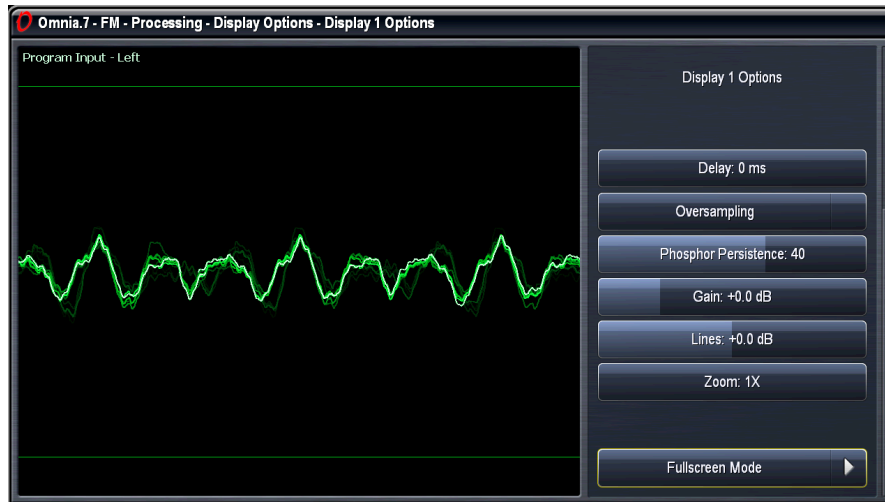 Omnia.7 - FM - Processing - Display Options - Display 1 Options
Program Input - Left
Display 1 Options
Delay: 0 ms
Oversampling
Phosphor Persistence: 40
Gain: +0.0 dB
Lines: +0.0 dB
Zoom: 1X
Fullscreen Mode